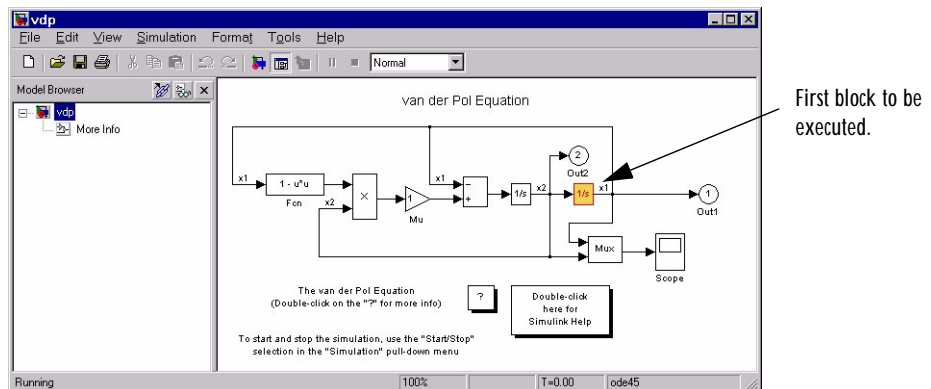 vdp
File Edit View Simulation Format Tools Help
Normal
Model Browser
vdp
More Info
van der Pol Equation
First block to be
executed.
2
Out2
x1
1 - u*u
Fcn
x2
×
1
Mu
x1
−
+
1/s
x2
1/s
x1
1
Out1
Mux
Scope
The van der Pol Equation
(Double-click on the "?" for more info)
?
Double-click
here for
Simulink Help
To start and stop the simulation, use the "Start/Stop"
selection in the "Simulation" pull-down menu
Running
100%
T=0.00
ode45